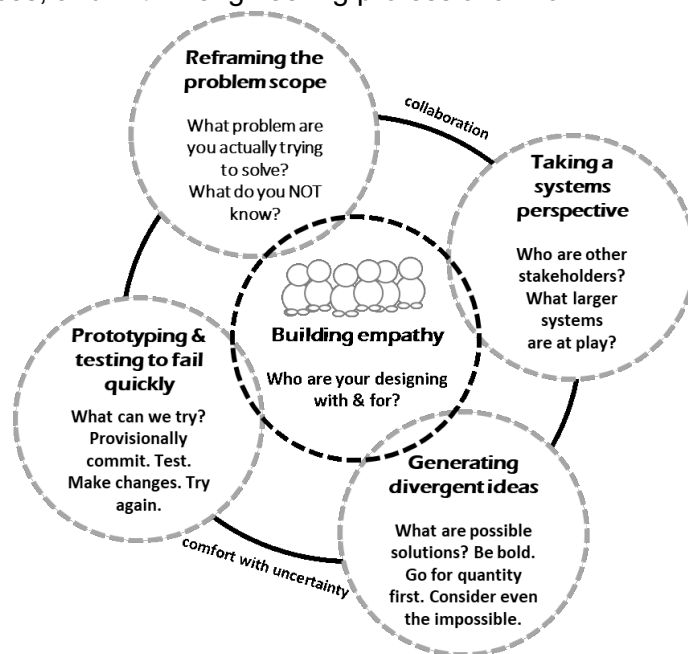 Reframing the
problem scope
What problem are
you actually trying
to solve?
What do you NOT
know?
collaboration
Taking a
systems
perspective
Who are other
stakeholders?
What larger
systems
are at play?
Building empathy
Who are your designing
with & for?
Prototyping &
testing to fail
quickly
What can we try?
Provisionally
commit. Test.
Make changes. Try
again.
Generating
divergent ideas
What are possible
solutions? Be bold.
Go for quantity
first. Consider even
the impossible.
comfort with uncertainty